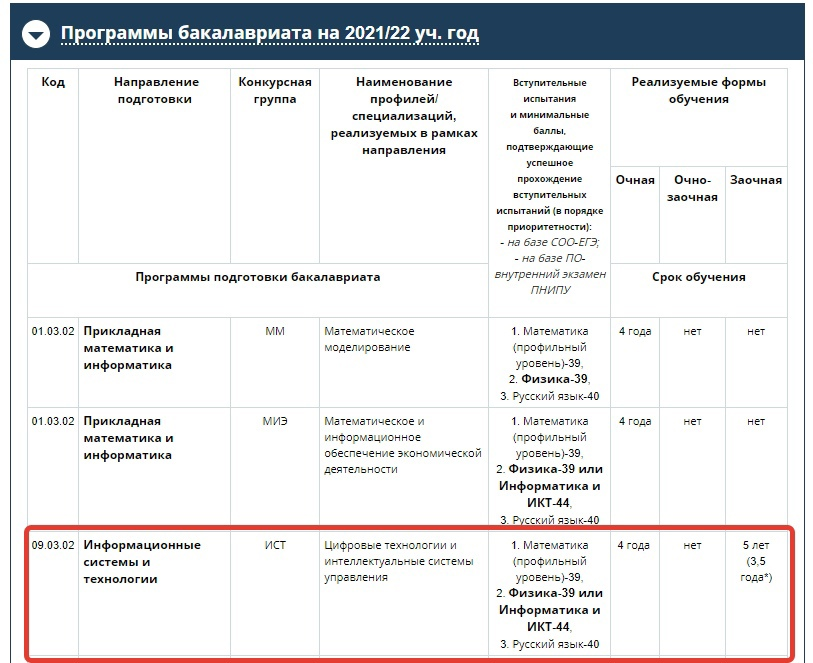 Программы бакалавриата на 2021/22 уч. год
Код
Направление
подготовки
Конкурсная
группа
Наименование
профилей/
специализаций,
реализуемых в рамках
направления
Вступительные
испытания
и минимальные
баллы,
подтверждающие
успешное
прохождение
вступительных
испытаний (в порядке
приоритетности):
- на базе СОО-ЕГЭ;
- на базе ПО-
внутренний экзамен
ПНИПУ
Реализуемые формы
обучения
Очная
Очно-
заочная
Заочная
Программы подготовки бакалавриата
Срок обучения
01.03.02
Прикладная
математика и
информатика
ММ
Математическое
моделирование
1. Математика
(профильный
уровень)-39,
2. Физика-39,
3. Русский язык-40
4 года
нет
нет
01.03.02
Прикладная
математика и
информатика
МИЭ
Математическое и
информационное
обеспечение экономической
деятельности
1. Математика
(профильный
уровень)-39,
2. Физика-39 или
Информатика и
ИКТ-44,
3. Русский язык-40
4 года
нет
нет
09.03.02
Информационные
системы и
технологии
ИСТ
Цифровые технологии и
интеллектуальные системы
управления
1. Математика
(профильный
уровень)-39,
2. Физика-39 или
Информатика и
ИКТ-44,
3. Русский язык-40
4 года
нет
5 лет
(3,5
года*)